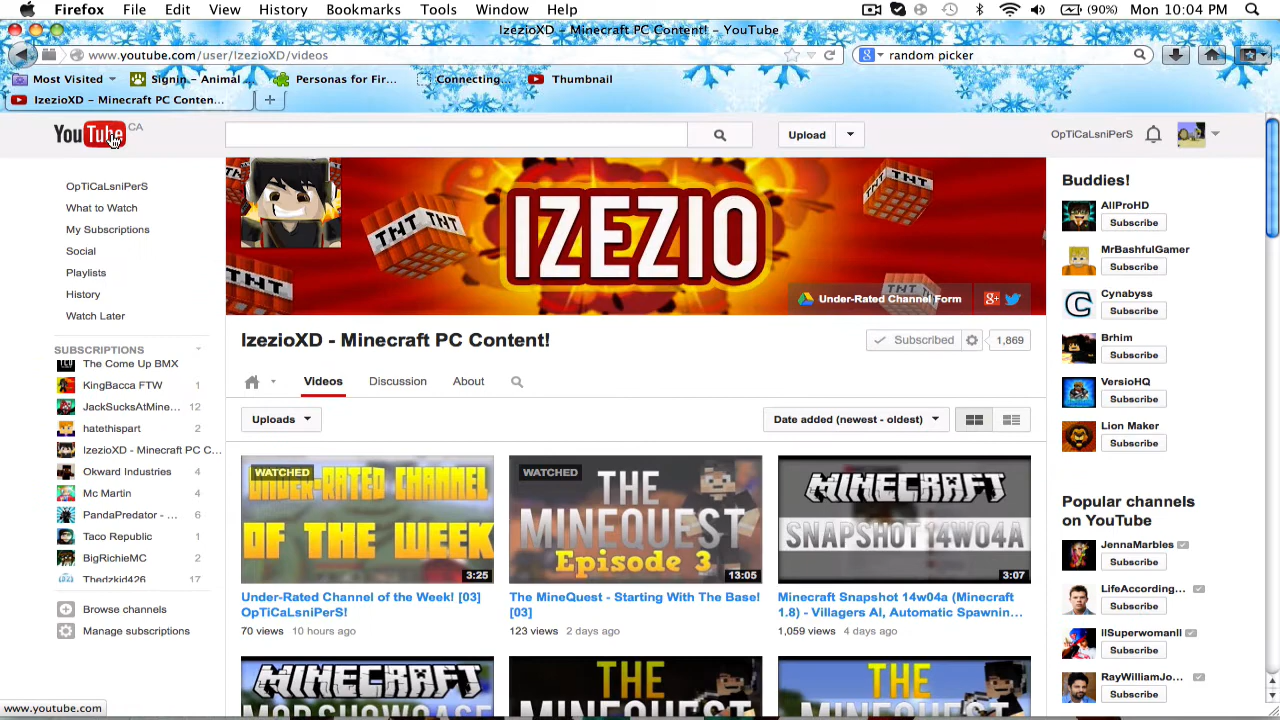 Firefox File Edit View History Bookmarks Tools Window Help (90%) Mon 10:04 PM
IzezioXD – Minecraft PC Content! – YouTube
www.youtube.com/user/IzezioXD/videos
random picker
Most Visited
Signin – Animal
Personas for Fir...
Connecting...
Thumbnail
IzezioXD – Minecraft PC Conten...
YouTube CA
Upload
OpTiCaLsniPerS
OpTiCaLsniPerS
What to Watch
My Subscriptions
Social
Playlists
History
Watch Later
SUBSCRIPTIONS
The Come Up BMX
KingBacca FTW 1
JackSucksAtMine... 12
hatethispart 2
IzezioXD - Minecraft PC C...
Okward Industries 4
Mc Martin 4
PandaPredator - ... 6
Taco Republic 1
BigRichieMC 2
Thedzkid426 17
Browse channels
Manage subscriptions
TNT TNT
TNT
TNT
TNT
IZEZIO
Under-Rated Channel Form
IzezioXD - Minecraft PC Content!
Subscribed 1,869
Videos Discussion About
Uploads
Date added (newest - oldest)
WATCHED
UNDER-RATED CHANNEL
OF THE WEEK!
3:25
Under-Rated Channel of the Week! [03]
OpTiCaLsniPerS!
70 views 10 hours ago
WATCHED
THE
MINEQUEST
Episode 3
13:05
The MineQuest - Starting With The Base!
[03]
123 views 2 days ago
MINECRAFT
SNAPSHOT 14W04A
3:07
Minecraft Snapshot 14w04a (Minecraft
1.8) - Villagers AI, Automatic Spawnin...
1,059 views 4 days ago
MINECRAFT
MOD SHOWCASE
THE
MINEQUEST
THE
MINEQUEST
Buddies!
AllProHD
Subscribe
MrBashfulGamer
Subscribe
Cynabyss
Subscribe
Brhim
Subscribe
VersioHQ
Subscribe
Lion Maker
Subscribe
Popular channels
on YouTube
JennaMarbles
Subscribe
LifeAccording...
Subscribe
IISuperwomanII
Subscribe
RayWilliamJo...
Subscribe
www.youtube.com